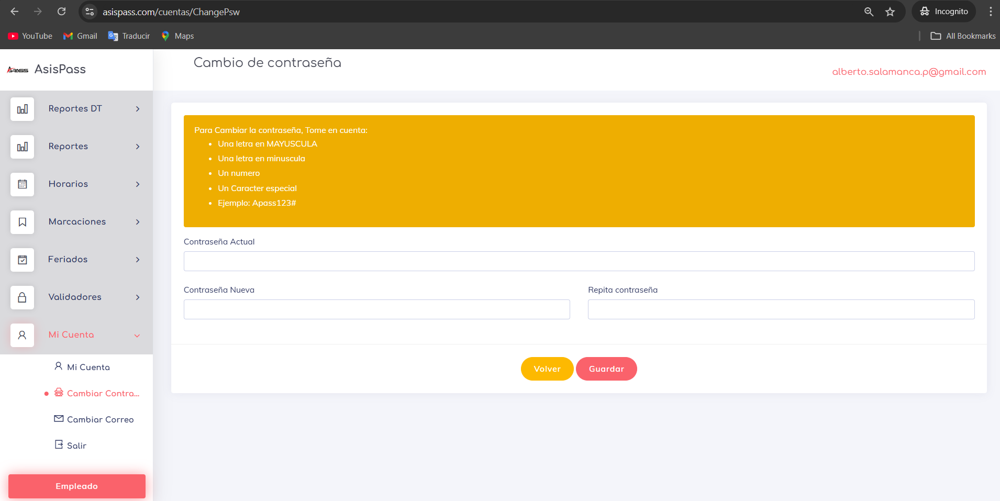 asispass.com/cuentas/ChangePsw
Incognito
YouTube
Gmail
Traducir
Maps
All Bookmarks
APASS
AsisPass
Cambio de contraseña
alberto.salamanca.p@gmail.com
Reportes DT
Reportes
Horarios
Marcaciones
Feriados
Validadores
Mi Cuenta
Mi Cuenta
Cambiar Contra...
Cambiar Correo
Salir
Empleado
Para Cambiar la contraseña, Tome en cuenta:
Una letra en MAYUSCULA
Una letra en minuscula
Un numero
Un Caracter especial
Ejemplo: Apass123#
Contraseña Actual
Contraseña Nueva
Repita contraseña
Volver
Guardar